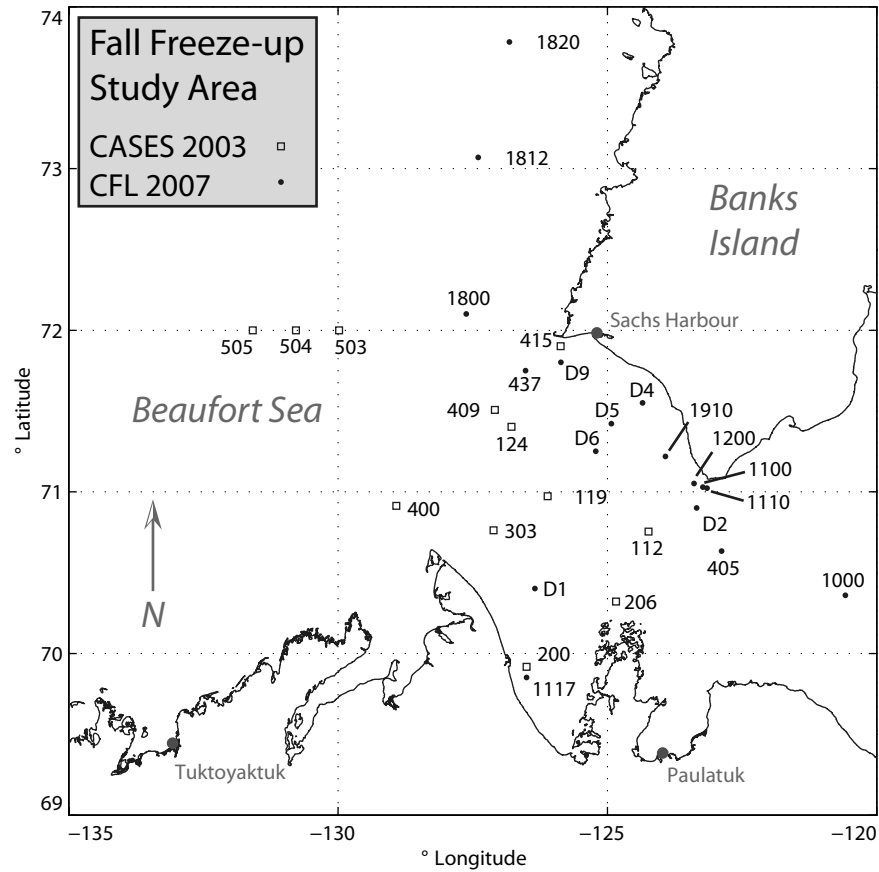 74
Fall Freeze-up
Study Area
CASES 2003
CFL 2007
1820
1812
73
Banks
Island
1800
Sachs Harbour
72
505
504
503
415
D9
437
D4
Beaufort Sea
409
D5
1910
124
D6
1200
1100
71
119
1110
400
303
112
D2
405
N
D1
206
1000
70
200
1117
Tuktoyaktuk
Paulatuk
69
° Latitude
−135
−130
−125
−120
° Longitude